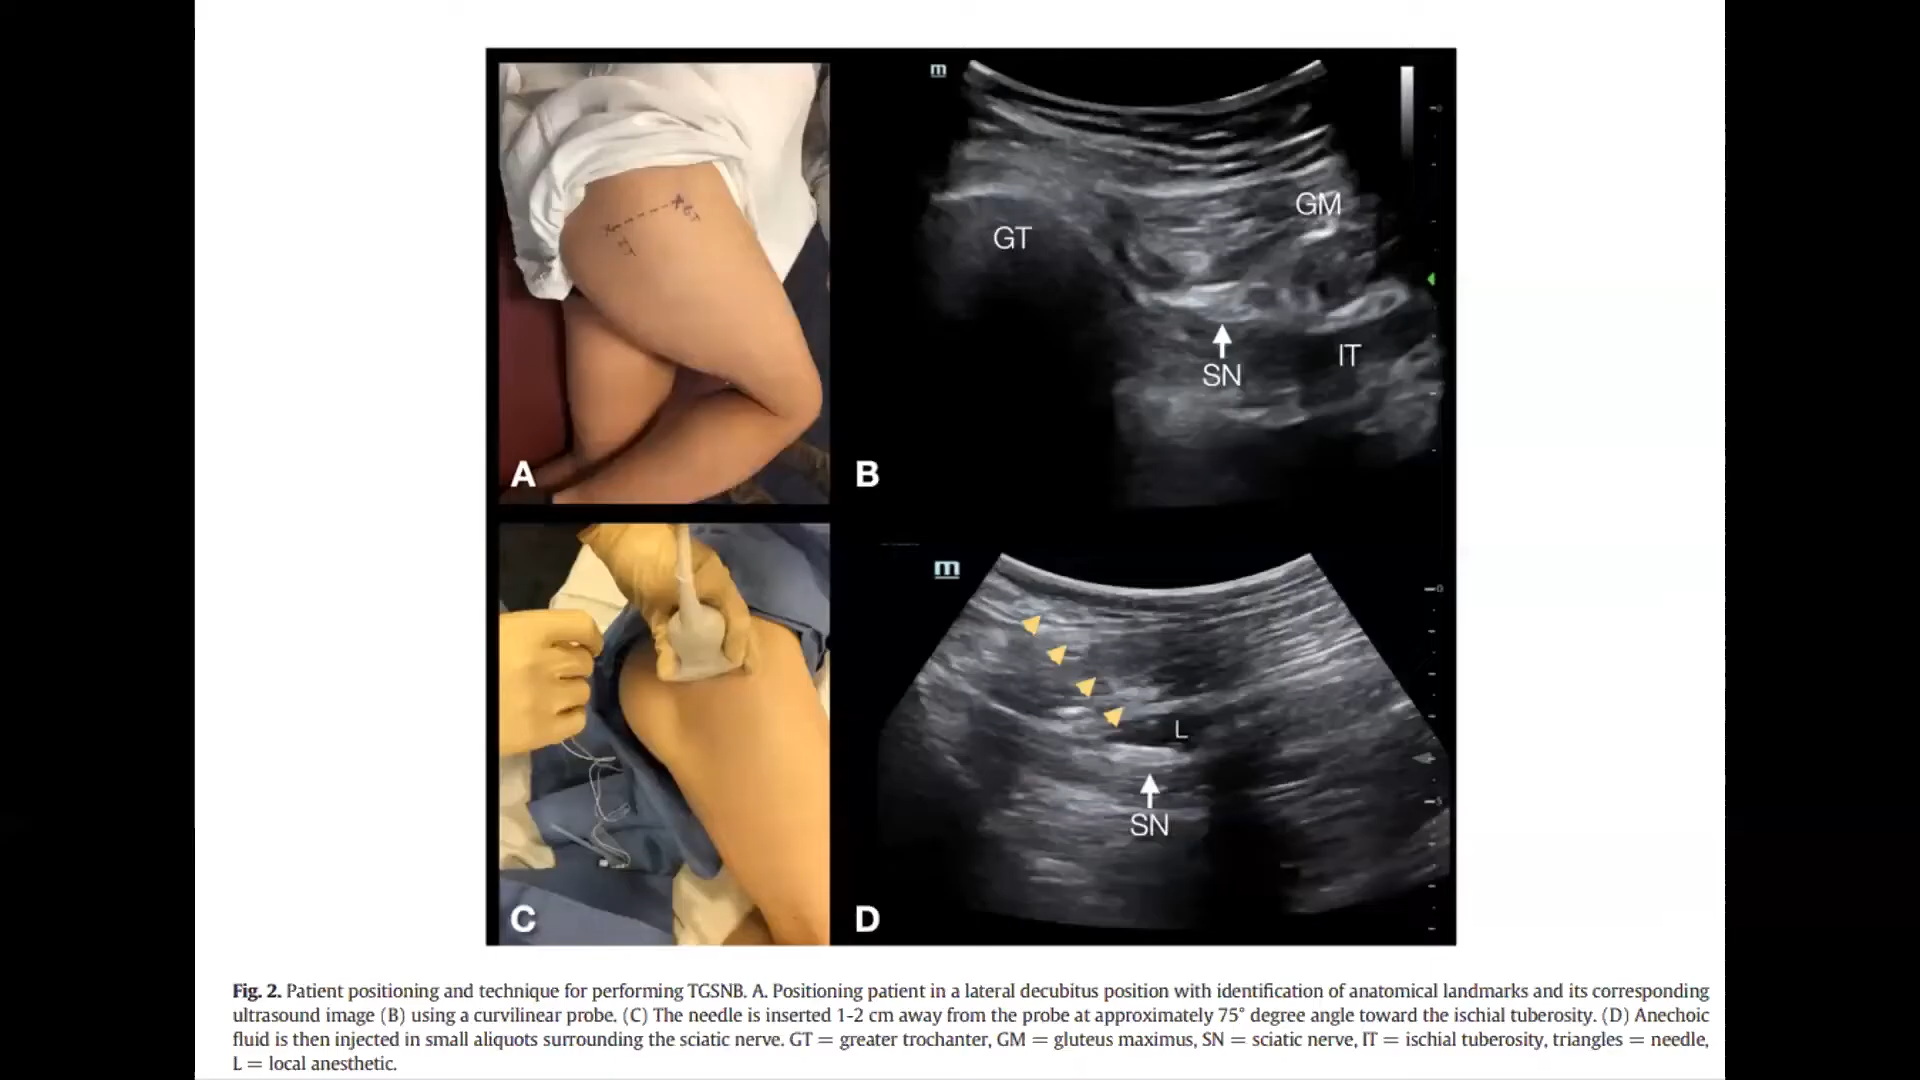 m
GM
GT
IT
SN
A
B
m
L
SN
C
D
Fig. 2. Patient positioning and technique for performing TGSNB. A. Positioning patient in a lateral decubitus position with identification of anatomical landmarks and its corresponding
ultrasound image (B) using a curvilinear probe. (C) The needle is inserted 1-2 cm away from the probe at approximately 75° degree angle toward the ischial tuberosity. (D) Anechoic
fluid is then injected in small aliquots surrounding the sciatic nerve. GT = greater trochanter, GM = gluteus maximus, SN = sciatic nerve, IT = ischial tuberosity, triangles = needle,
L = local anesthetic.